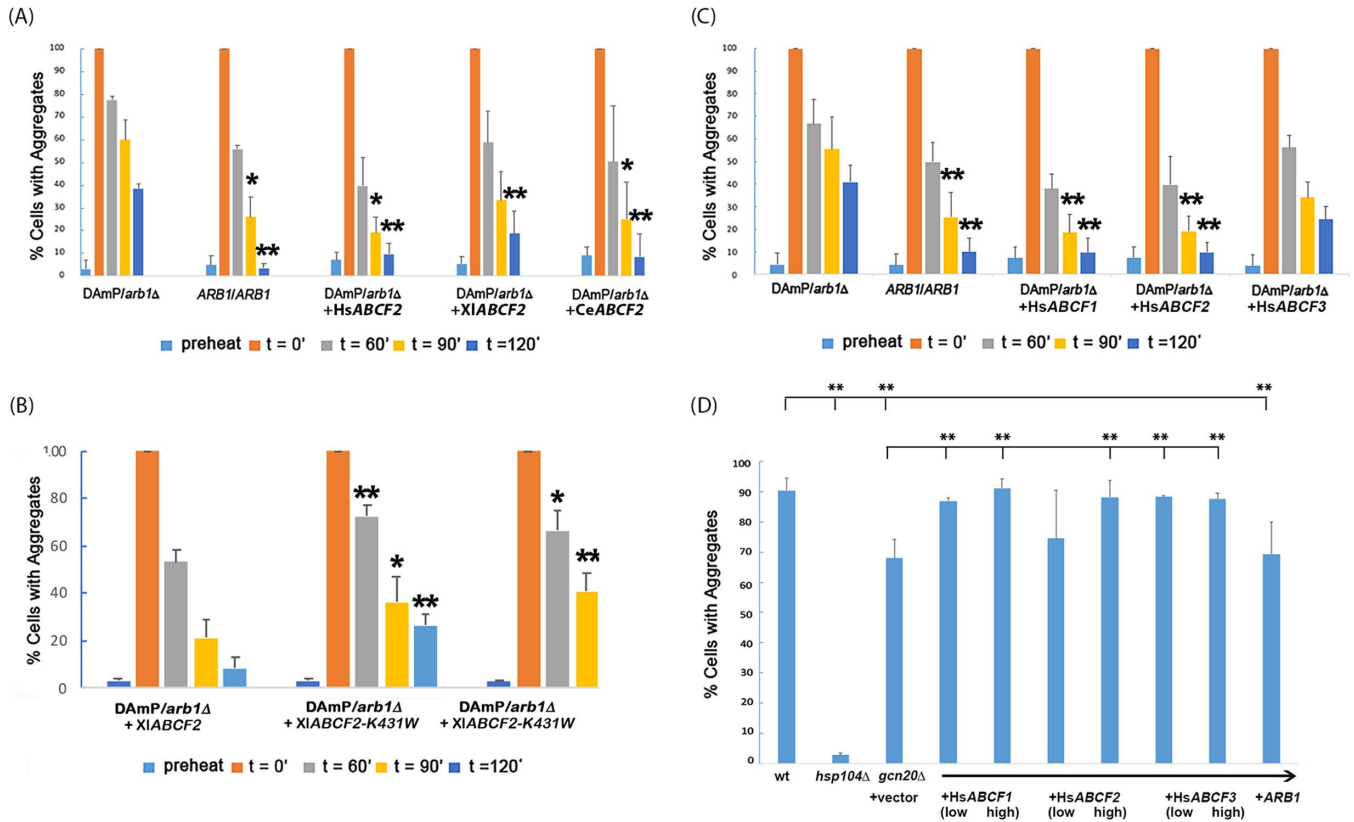 (A)
% Cells with Aggregates
100
90
80
70
60
50
40
30
20
10
0
* ** * ** ** * **
DAmP/arb1Δ ARB1/ARB1 DAmP/arb1Δ DAmP/arb1Δ DAmP/arb1Δ
+HsABCF2 +XlABCF2 +CeABCF2
preheat t = 0' t = 60' t = 90' t =120'
(C)
% Cells with Aggregates
100
90
80
70
60
50
40
30
20
10
0
** ** ** ** ** **
DAmP/arb1Δ ARB1/ARB1 DAmP/arb1Δ DAmP/arb1Δ DAmP/arb1Δ
+HsABCF1 +HsABCF2 +HsABCF3
preheat t = 0' t = 60' t = 90' t =120'
(B)
% Cells with Aggregates
1.00
80
60
40
20
0
** * ** * **
DAmP/arb1Δ DAmP/arb1Δ DAmP/arb1Δ
+ XlABCF2 + XlABCF2-K431W + XlABCF2-K431W
preheat t = 0' t = 60' t = 90' t =120'
(D)
** ** **
** ** ** ** **
% Cells with Aggregates
100
90
80
70
60
50
40
30
20
10
0
wt hsp104Δ gcn20Δ
+vector +HsABCF1 +HsABCF2 +HsABCF3 +ARB1
(low high) (low high) (low high)